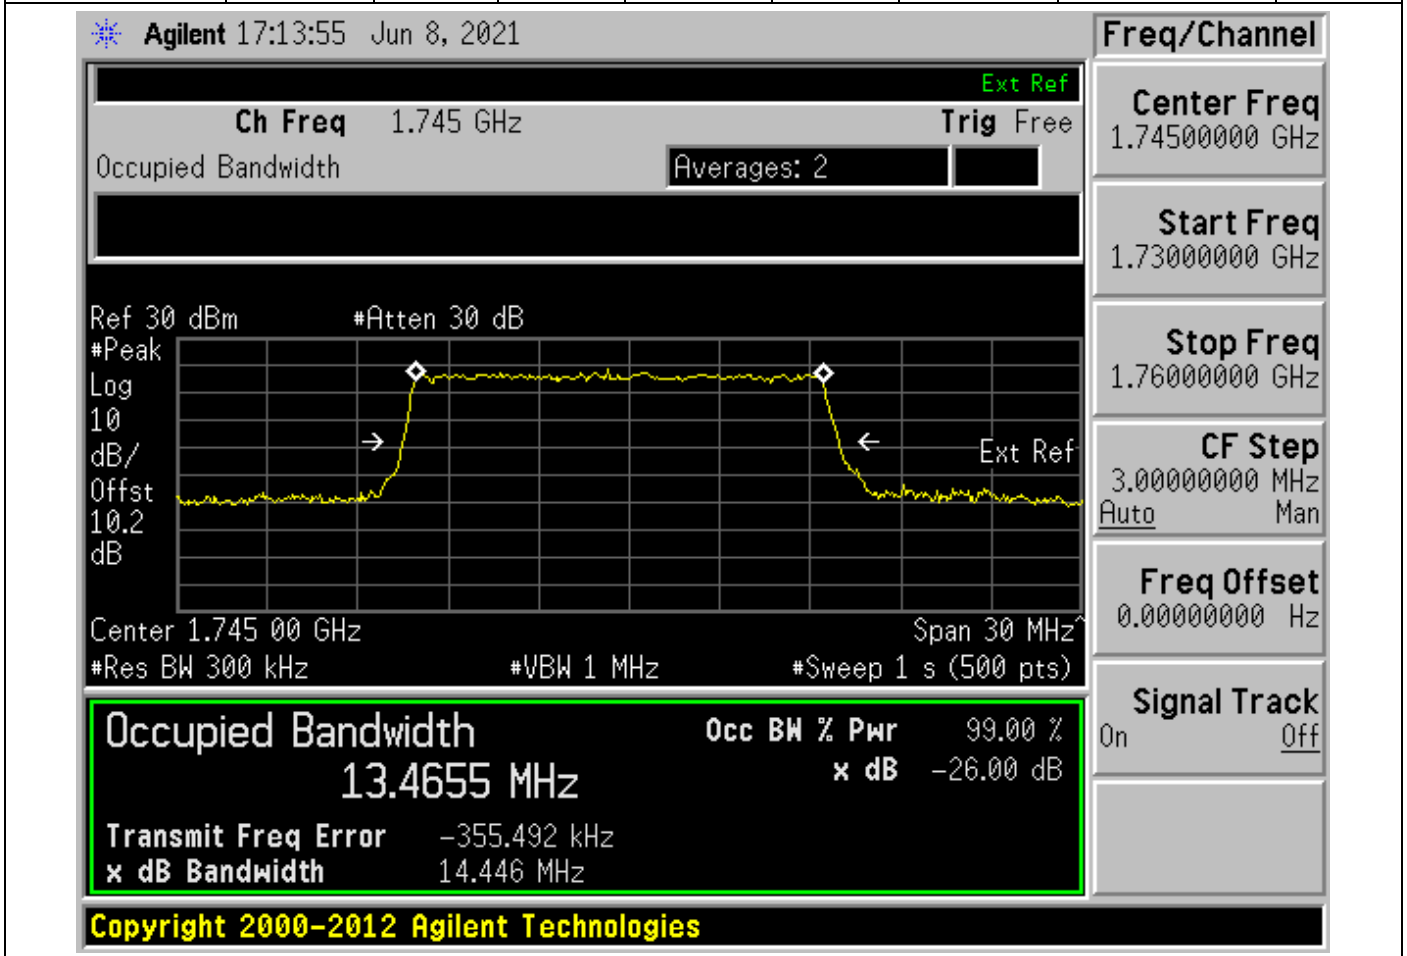 Agilent 17:13:55 Jun 8, 2021
Freq/Channel
Ext Ref
Ch Freq 1.745 GHz Trig Free
Occupied Bandwidth Averages: 2
Center Freq
1.74500000 GHz
Start Freq
1.73000000 GHz
Stop Freq
1.76000000 GHz
CF Step
3.00000000 MHz
Auto Man
Freq Offset
0.00000000 Hz
Signal Track
On Off
Ref 30 dBm #Atten 30 dB
#Peak
Log
10
dB/
Offst
10.2
dB
Ext Ref
Center 1.745 00 GHz Span 30 MHz^
#Res BW 300 kHz #VBW 1 MHz #Sweep 1 s (500 pts)
Occupied Bandwidth
13.4655 MHz
Occ BW % Pwr 99.00 %
x dB -26.00 dB
Transmit Freq Error -355.492 kHz
x dB Bandwidth 14.446 MHz
Copyright 2000-2012 Agilent Technologies